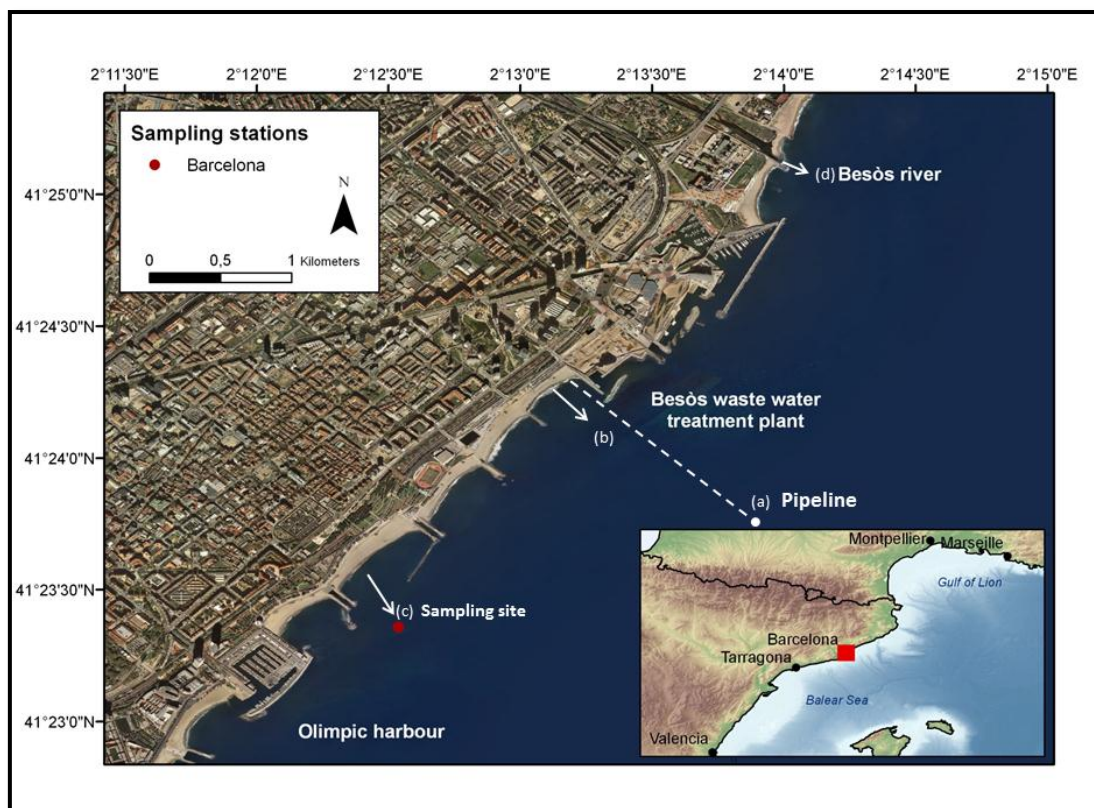 2°11'30"E 2°12'0"E 2°12'30"E 2°13'0"E 2°13'30"E 2°14'0"E 2°14'30"E 2°15'0"E
Sampling stations
Barcelona
N
0 0,5 1 Kilometers
41°25'0"N
(d) Besòs river
41°24'30"N
Besòs waste water
treatment plant
(b)
41°24'0"N
(a) Pipeline
41°23'30"N
(c) Sampling site
41°23'0"N
Olimpic harbour
Montpellier Marseille
Gulf of Lion
Barcelona
Tarragona
Balear Sea
Valencia